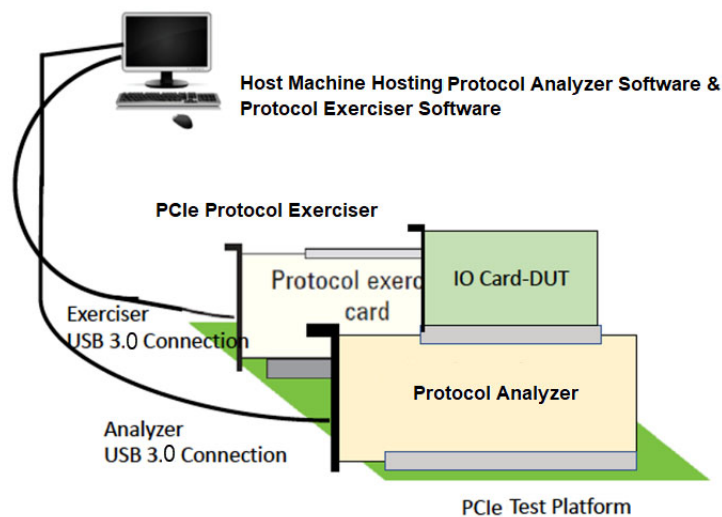 Host Machine Hosting Protocol Analyzer Software &
Protocol Exerciser Software
PCIe Protocol Exerciser
Protocol exerc
card
IO Card-DUT
Exerciser
USB 3.0 Connection
Protocol Analyzer
Analyzer
USB 3.0 Connection
PCIe Test Platform